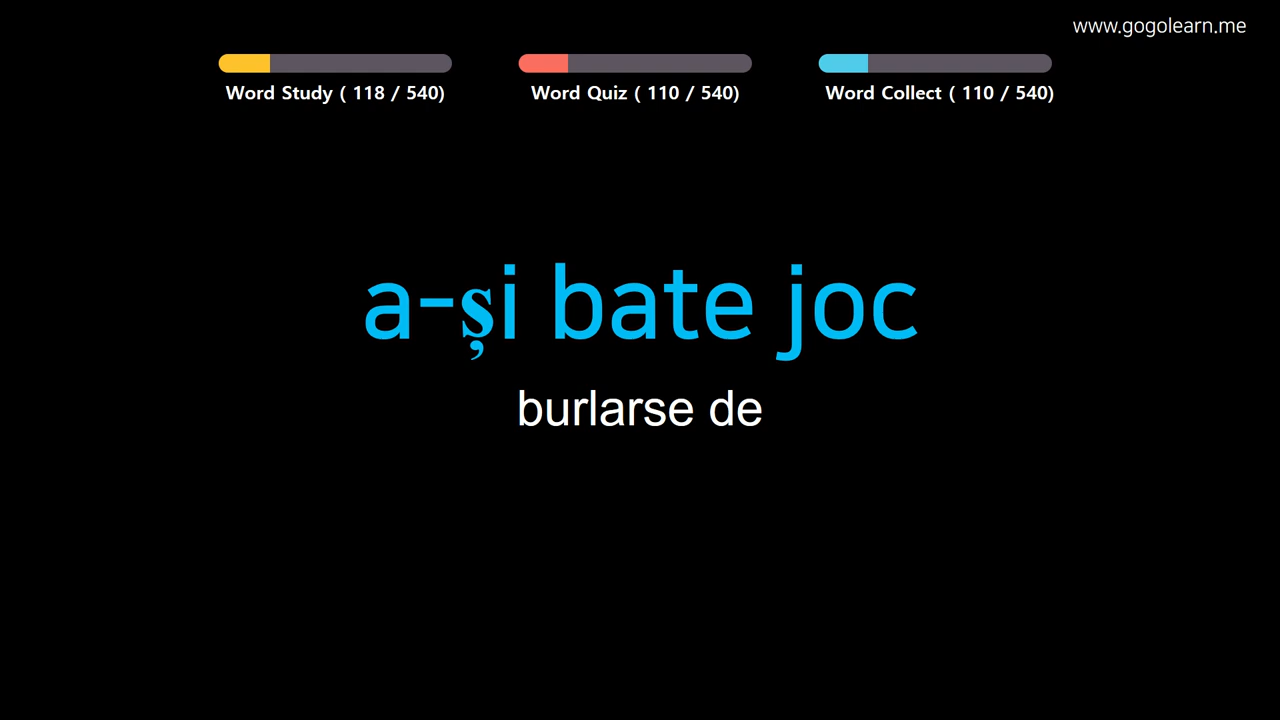 www.gogolearn.me
Word Study ( 118 / 540)
Word Quiz ( 110 / 540)
Word Collect ( 110 / 540)
a-și bate joc
burlarse de